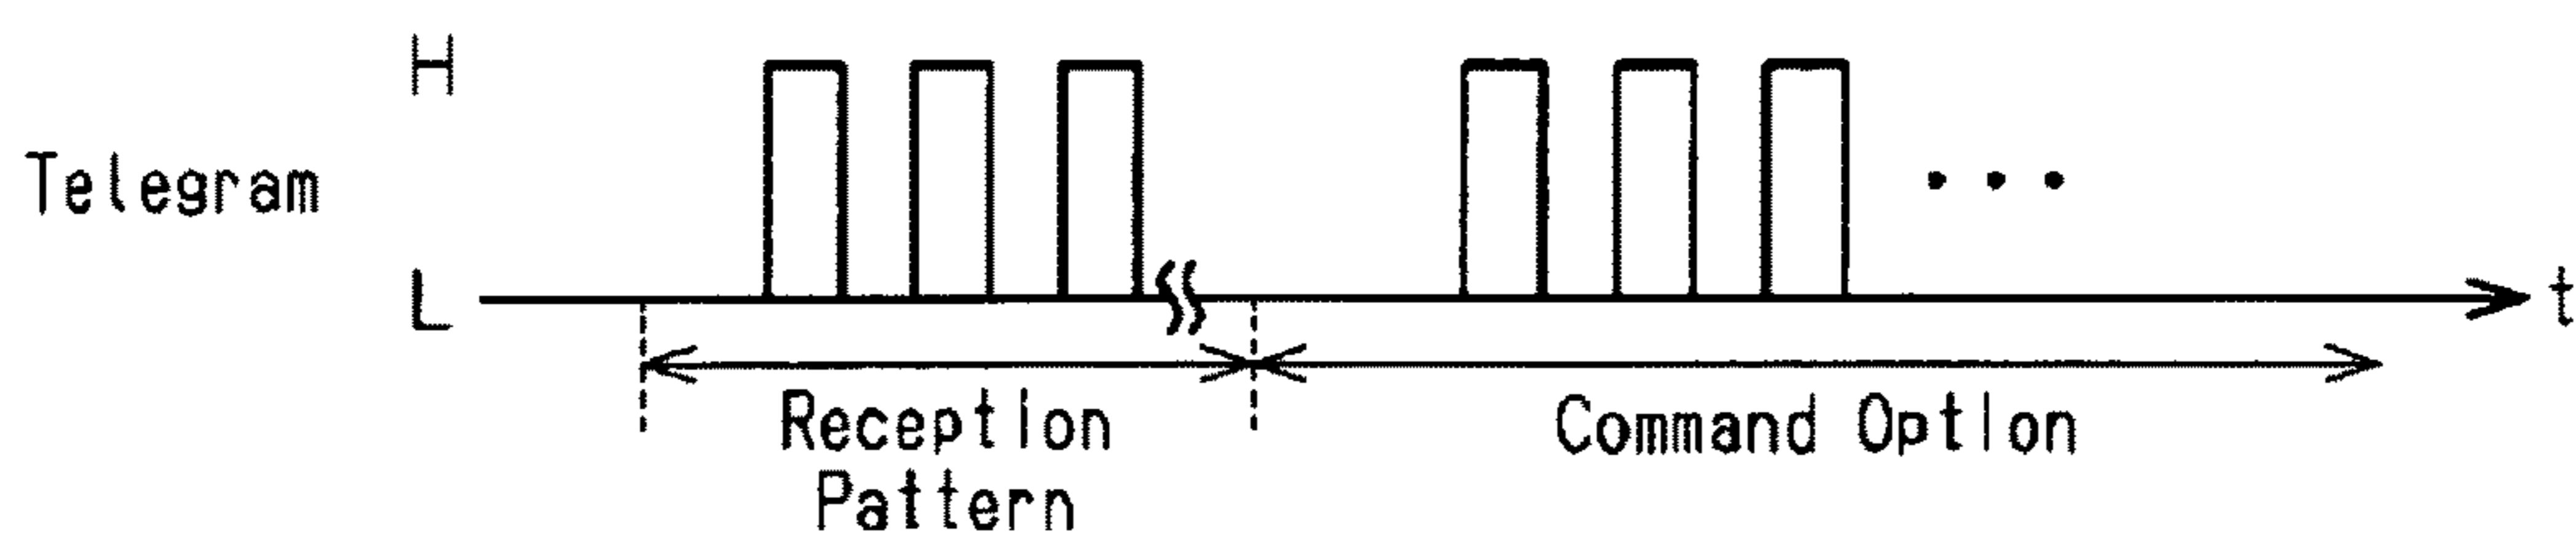 H
Telegram
L
t
Reception
Pattern
Command Option
• • •